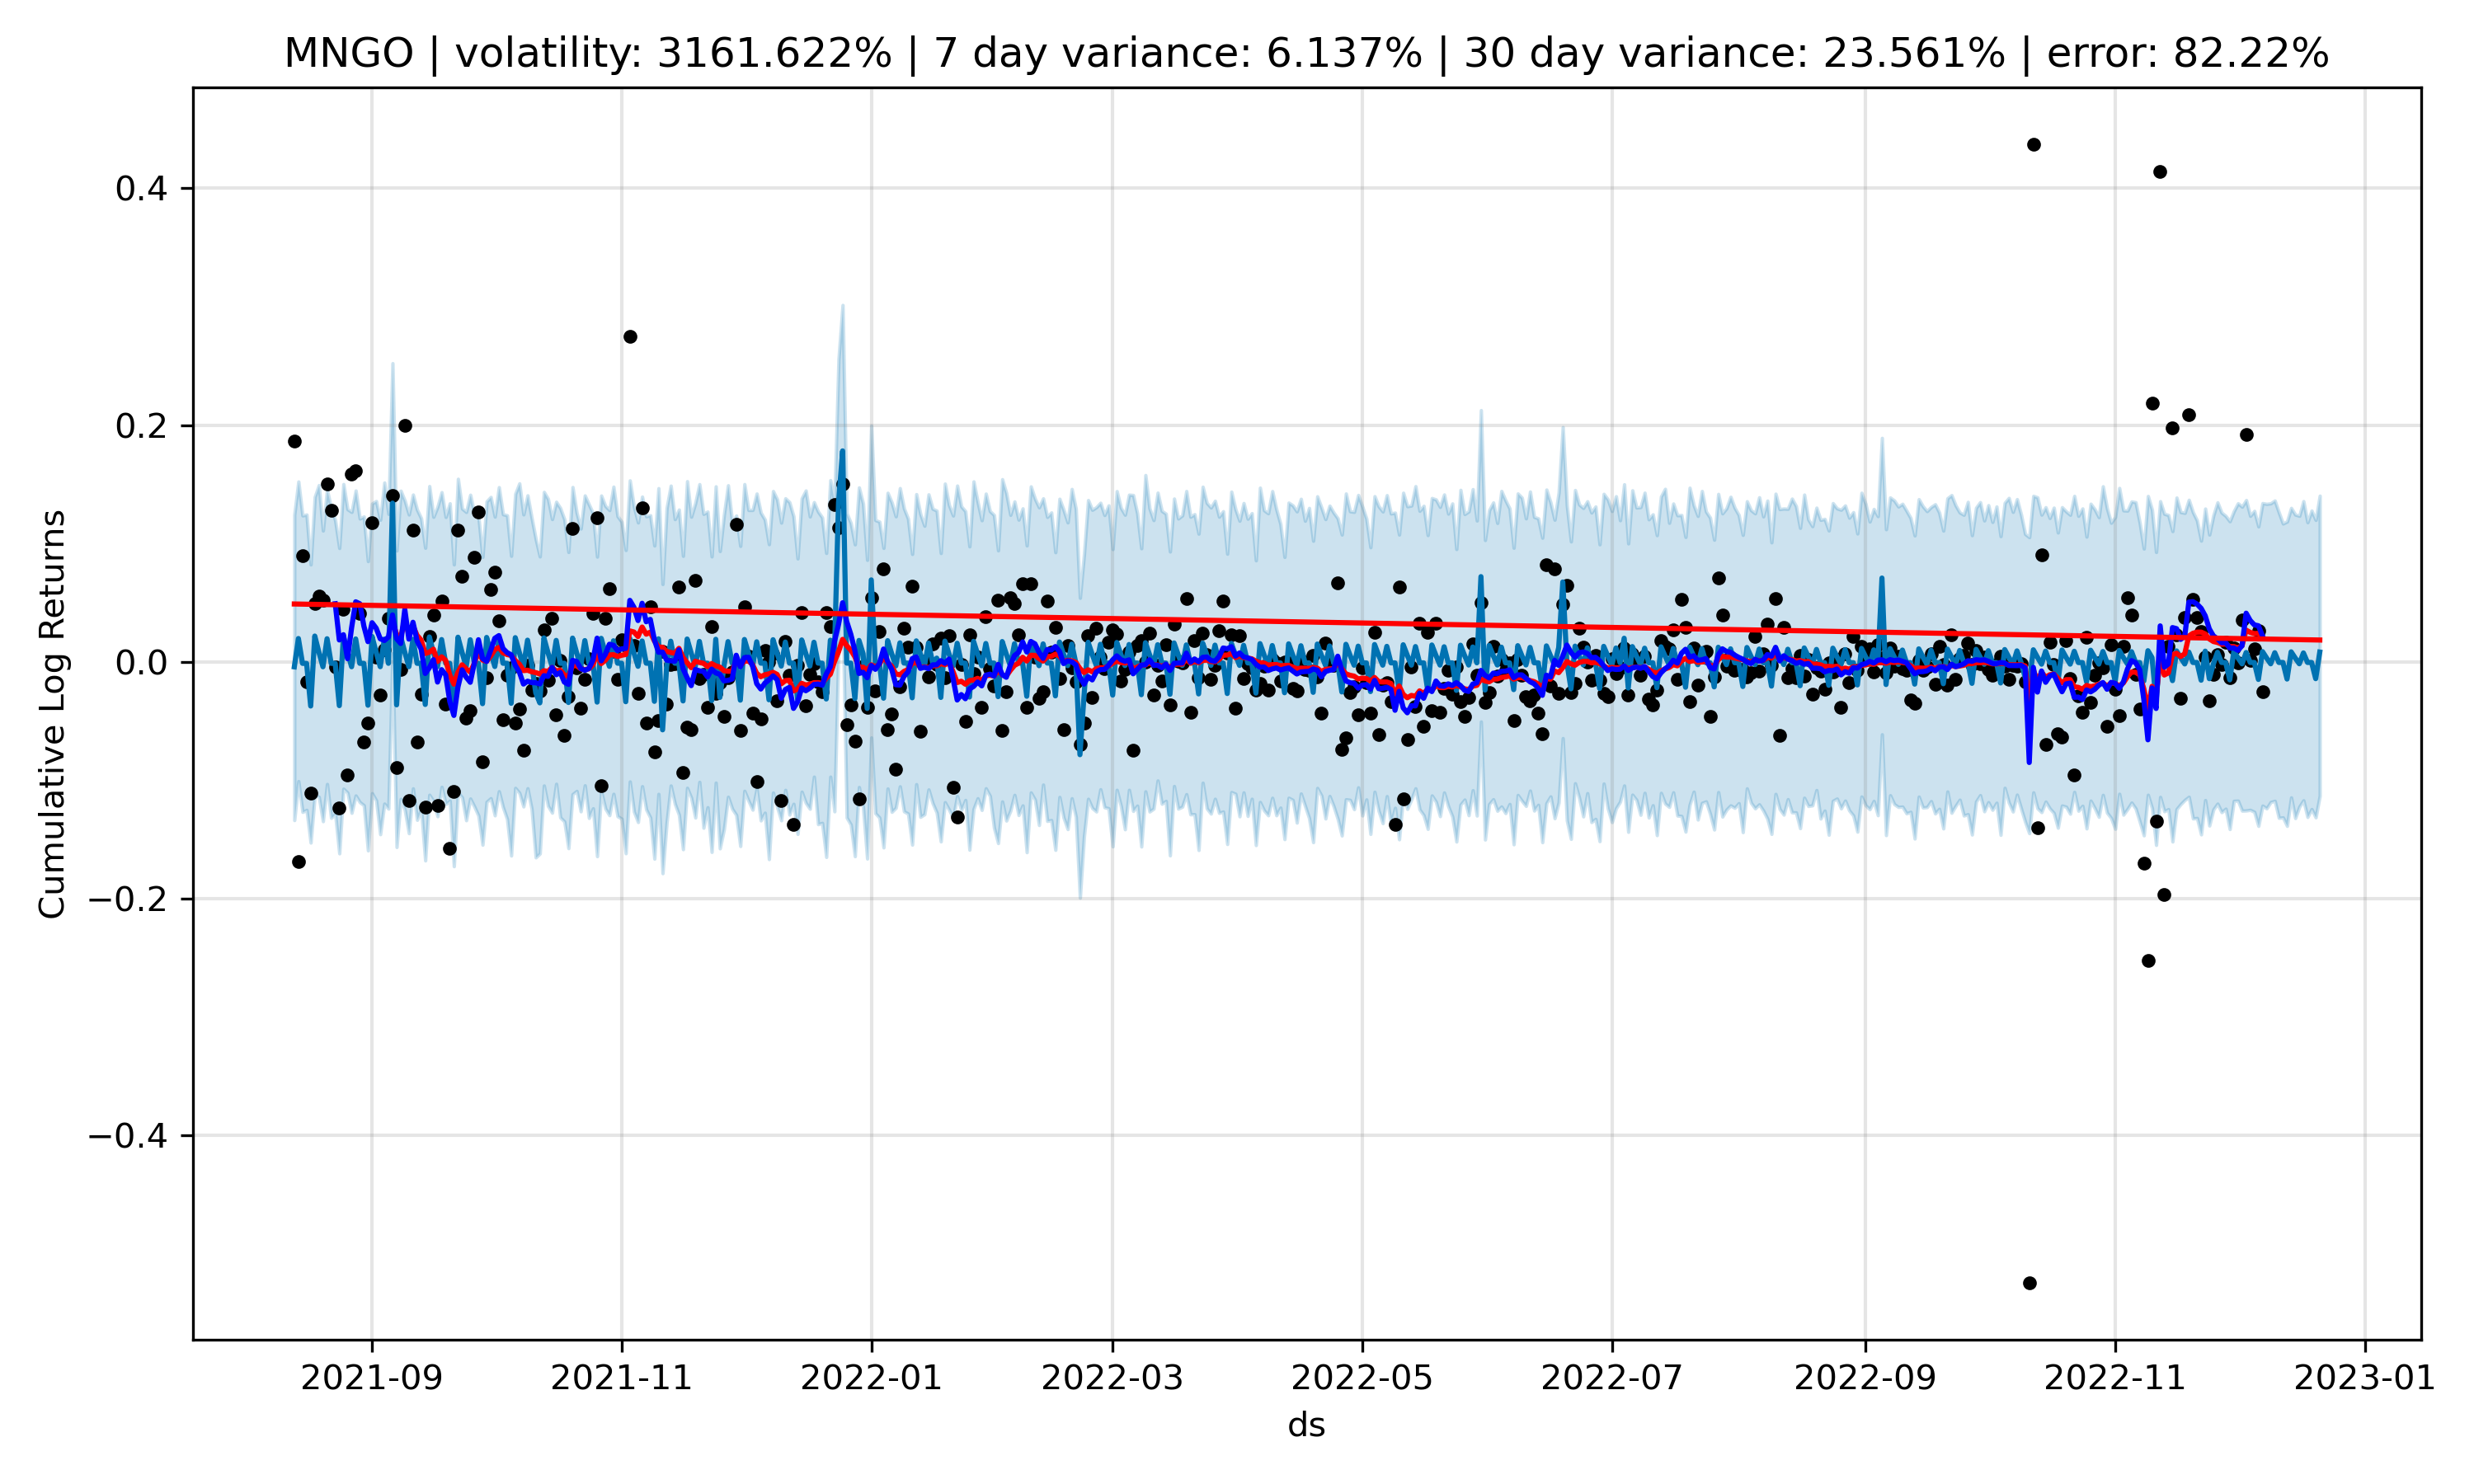 MNGO | volatility: 3161.622% | 7 day variance: 6.137% | 30 day variance: 23.561% | error: 82.22%
Cumulative Log Returns
0.4
0.2
0.0
−0.2
−0.4
2021-09 2021-11 2022-01 2022-03 2022-05 2022-07 2022-09 2022-11 2023-01
ds